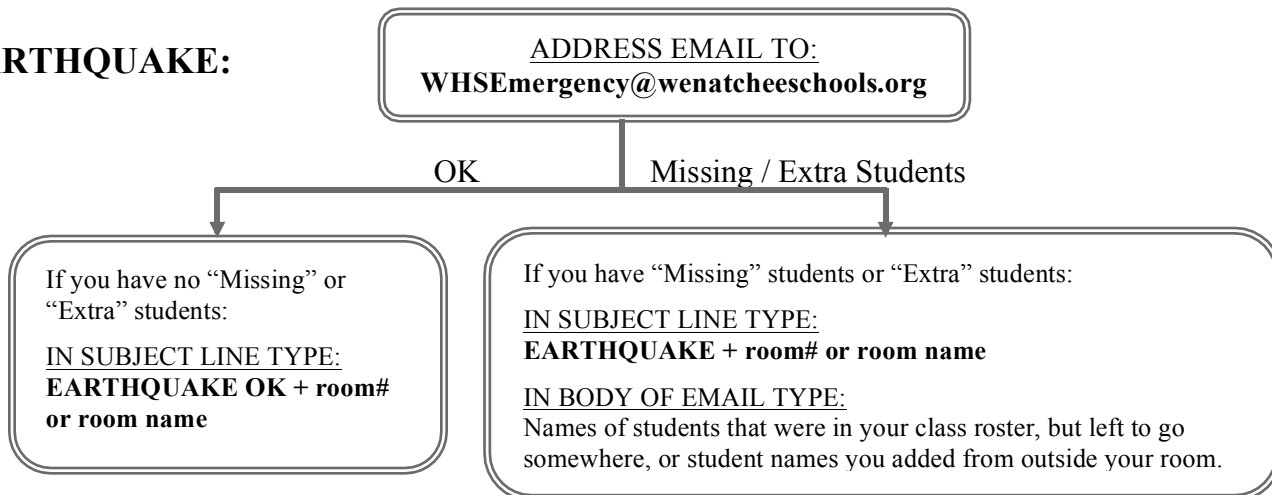 RTHQUAKE:
ADDRESS EMAIL TO:
WHSEmergency@wenatcheeschools.org
OK
Missing / Extra Students
If you have no “Missing” or
“Extra” students:
IN SUBJECT LINE TYPE:
EARTHQUAKE OK + room#
or room name
If you have “Missing” students or “Extra” students:
IN SUBJECT LINE TYPE:
EARTHQUAKE + room# or room name
IN BODY OF EMAIL TYPE:
Names of students that were in your class roster, but left to go
somewhere, or student names you added from outside your room.